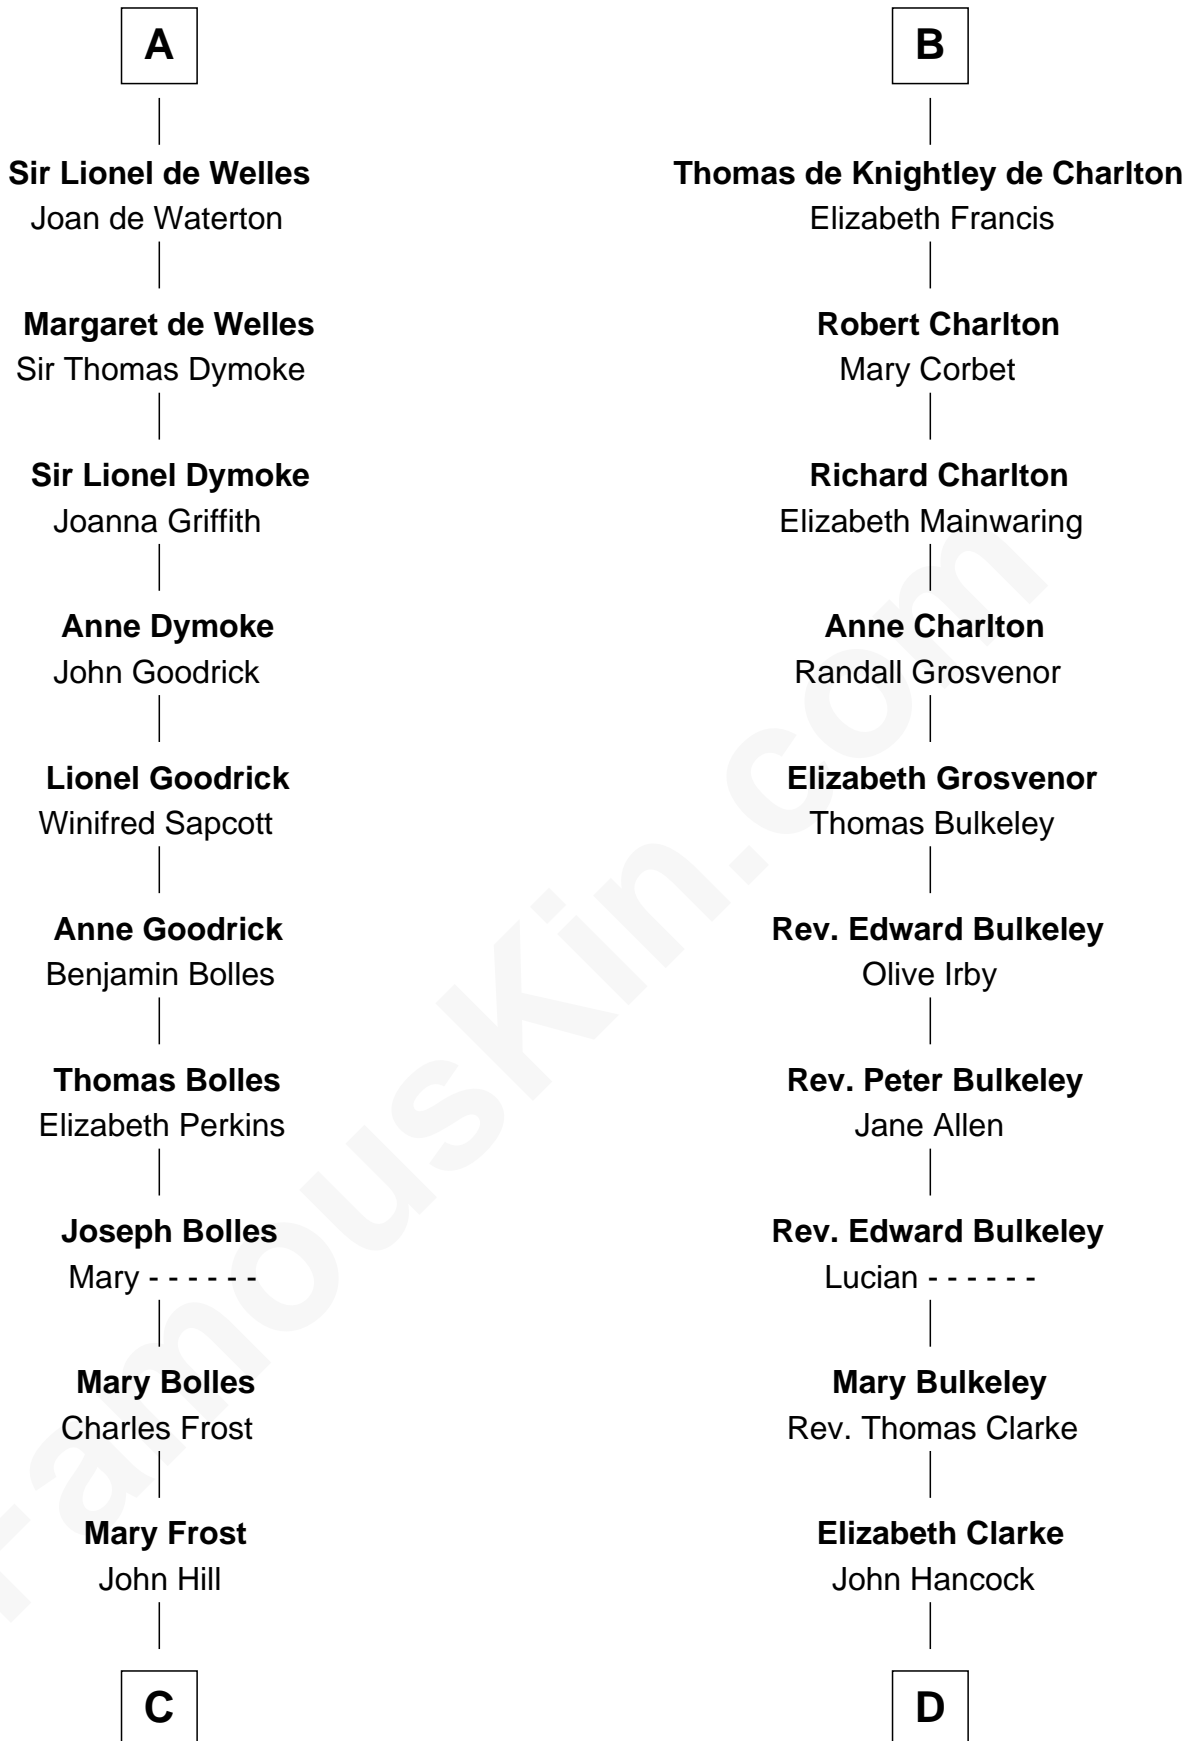 A
Sir Lionel de Welles
Joan de Waterton
Margaret de Welles
Sir Thomas Dymoke
Sir Lionel Dymoke
Joanna Griffith
Anne Dymoke
John Goodrick
Lionel Goodrick
Winifred Sapcott
Anne Goodrick
Benjamin Bolles
Thomas Bolles
Elizabeth Perkins
Joseph Bolles
Mary - - - - - -
Mary Bolles
Charles Frost
Mary Frost
John Hill
C
B
Thomas de Knightley de Charlton
Elizabeth Francis
Robert Charlton
Mary Corbet
Richard Charlton
Elizabeth Mainwaring
Anne Charlton
Randall Grosvenor
Elizabeth Grosvenor
Thomas Bulkeley
Rev. Edward Bulkeley
Olive Irby
Rev. Peter Bulkeley
Jane Allen
Rev. Edward Bulkeley
Lucian - - - - - -
Mary Bulkeley
Rev. Thomas Clarke
Elizabeth Clarke
John Hancock
D
FamousKin.com